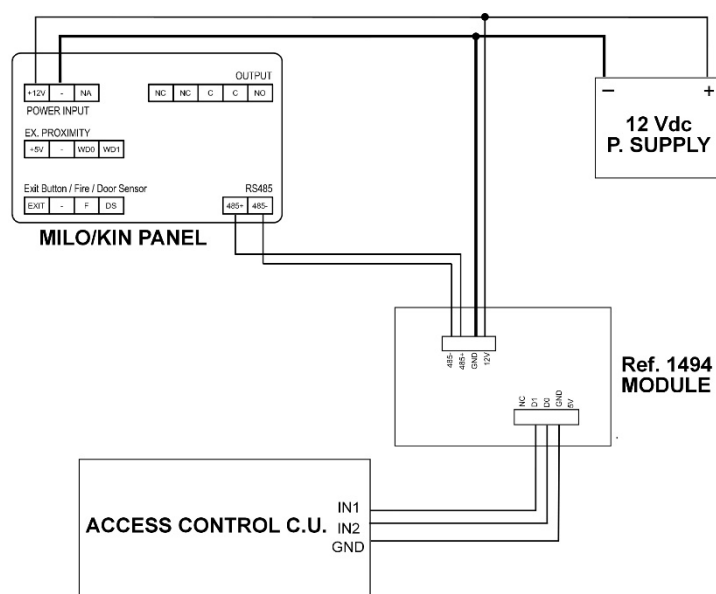 OUTPUT
+12V - NA
NC NC C C NO
POWER INPUT
EX. PROXIMITY
+5V - WD0 WD1
Exit Button / Fire / Door Sensor
RS485
EXIT - F DS
485+ 485-
MILO/KIN PANEL
- +
12 Vdc
P. SUPPLY
485-
485+
GND
12V
Ref. 1494
MODULE
NC
D1
D0
GND
5V
ACCESS CONTROL C.U.
IN1
IN2
GND